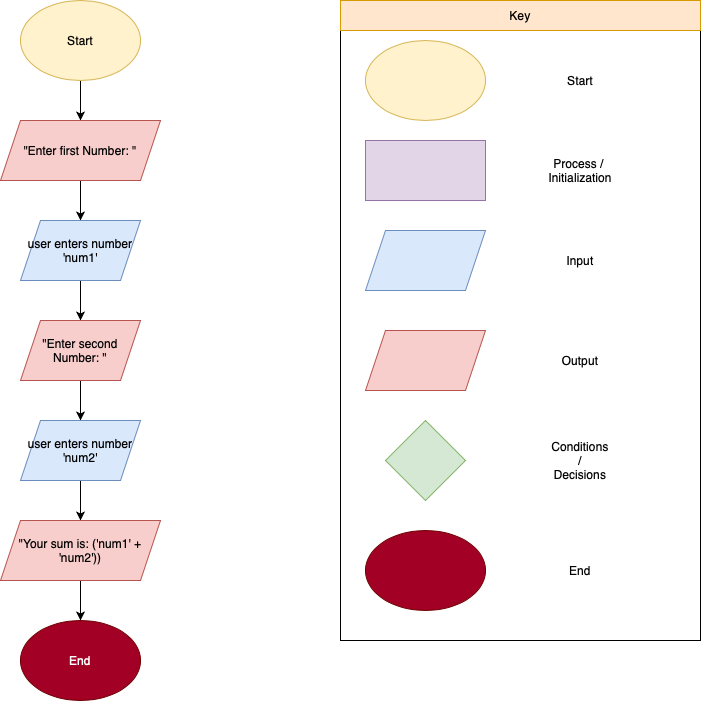 Start
"Enter first Number: "
user enters number
'num1'
"Enter second
Number: "
user enters number
'num2'
"Your sum is: ('num1' +
'num2'))
End
Key
Start
Process /
Initialization
Input
Output
Conditions
/
Decisions
End